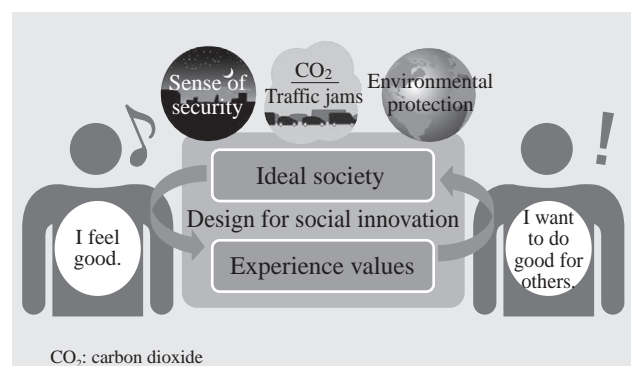 Sense of
security
CO₂
Traffic jams
Environmental
protection
Ideal society
Design for social innovation
Experience values
I feel
good.
I want
to do
good for
others.
CO₂: carbon dioxide